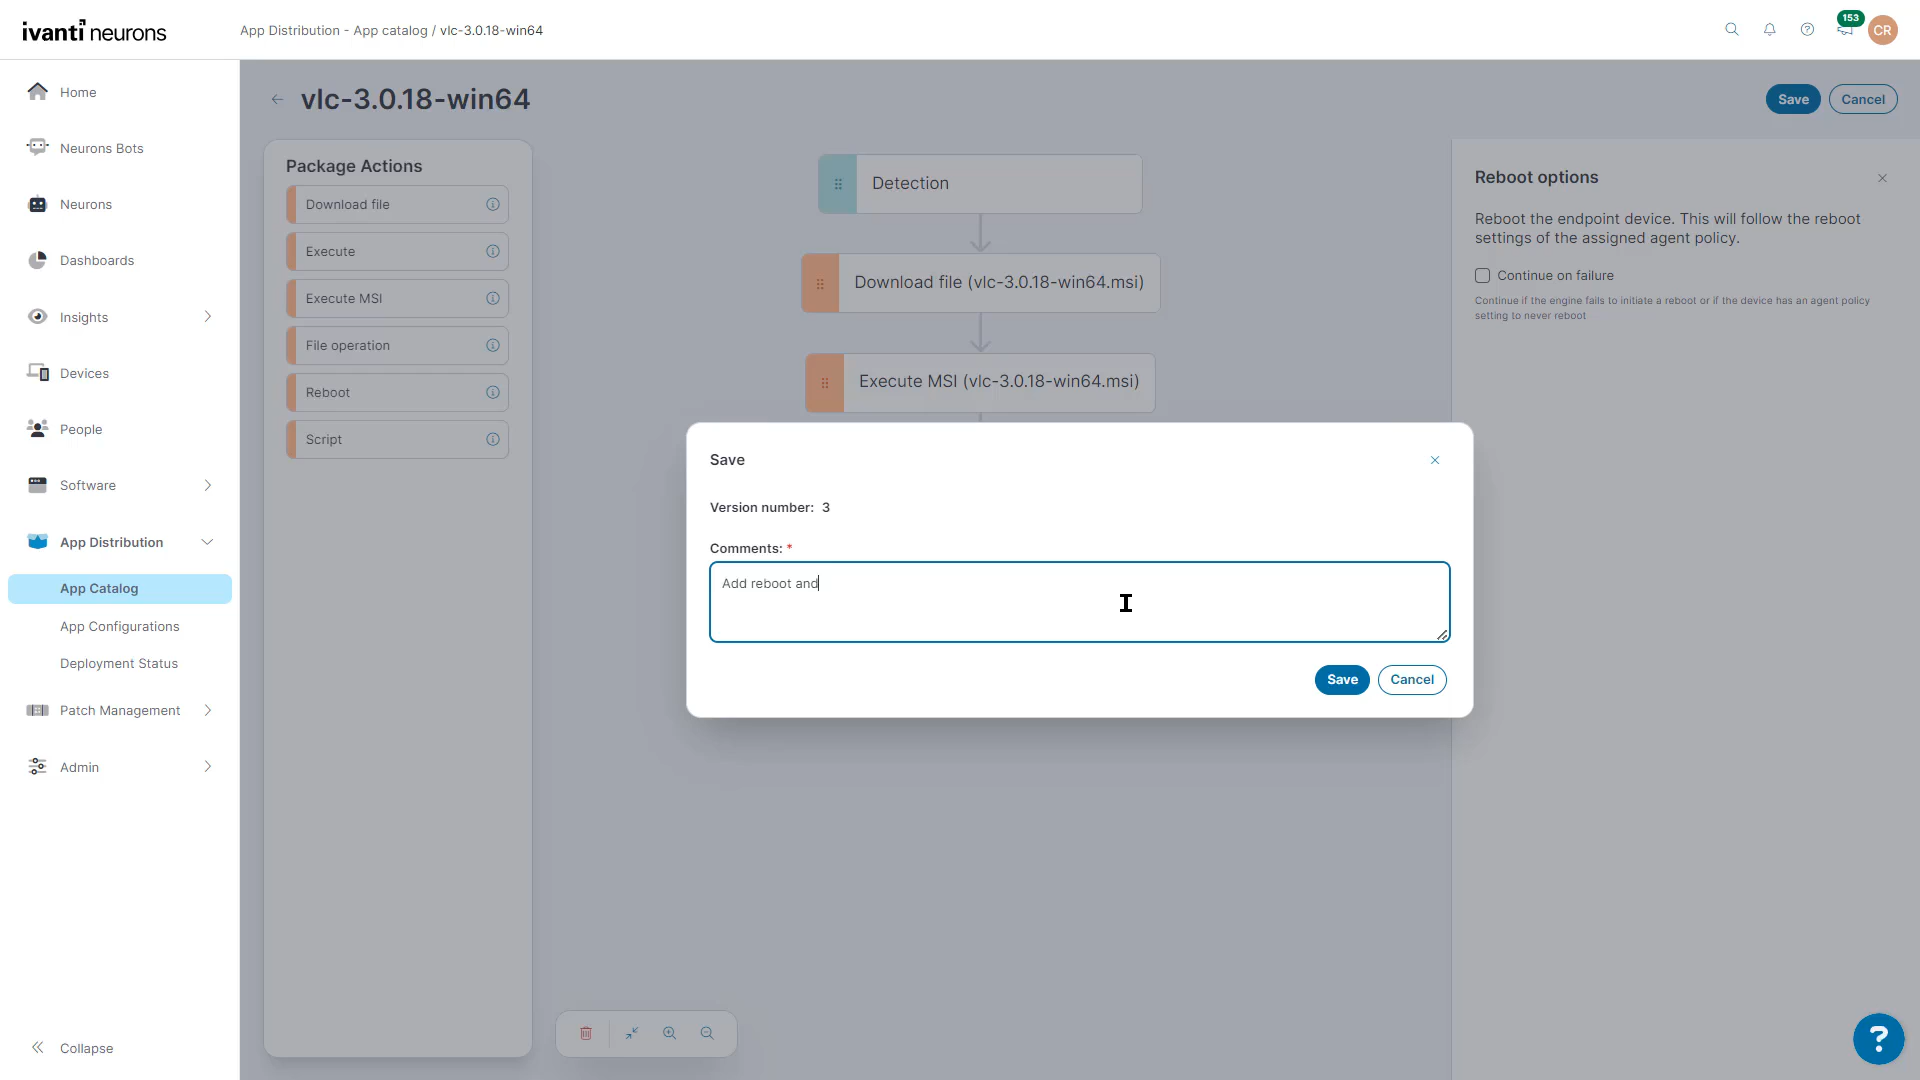 ivanti neurons
App Distribution - App catalog / vlc-3.0.18-win64
153
CR
Home
Neurons Bots
Neurons
Dashboards
Insights
Devices
People
Software
App Distribution
App Catalog
App Configurations
Deployment Status
Patch Management
Admin
Collapse
vlc-3.0.18-win64
Save
Cancel
Package Actions
Download file
Execute
Execute MSI
File operation
Reboot
Script
Detection
Download file (vlc-3.0.18-win64.msi)
Execute MSI (vlc-3.0.18-win64.msi)
Reboot options
Reboot the endpoint device. This will follow the reboot
settings of the assigned agent policy.
Continue on failure
Continue if the engine fails to initiate a reboot or if the device has an agent policy
setting to never reboot
Save
Version number: 3
Comments: *
Add reboot and
Save
Cancel
?